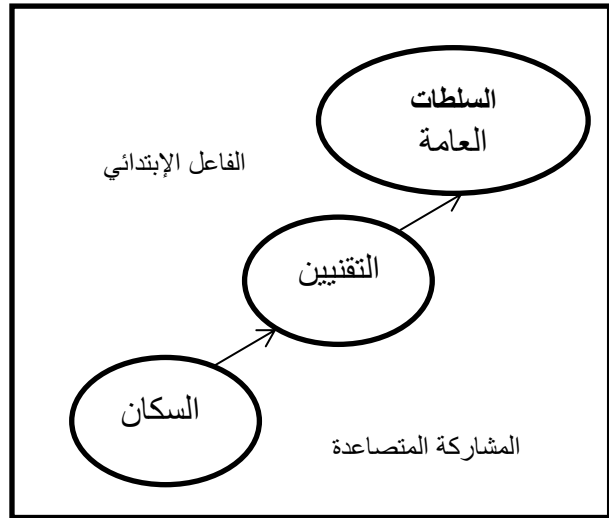 السلطات
العامة
الفاعل الإبتدائي
التقنيين
السكان
المشاركة المتصاعدة